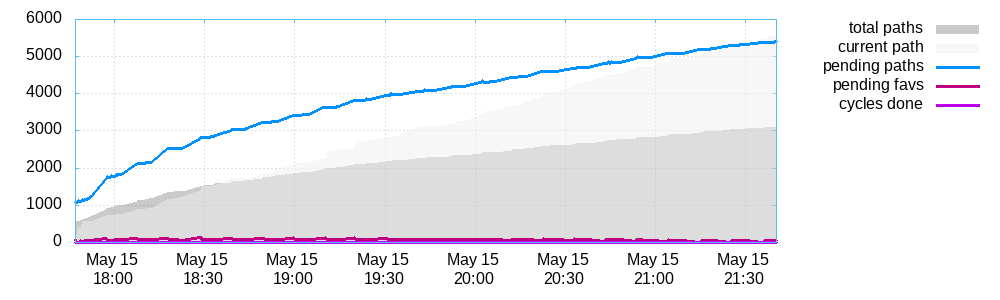 6000
5000
4000
3000
2000
1000
0
May 15 May 15 May 15 May 15 May 15 May 15 May 15 May 15
18:00 18:30 19:00 19:30 20:00 20:30 21:00 21:30
total paths
current path
pending paths
pending favs
cycles done